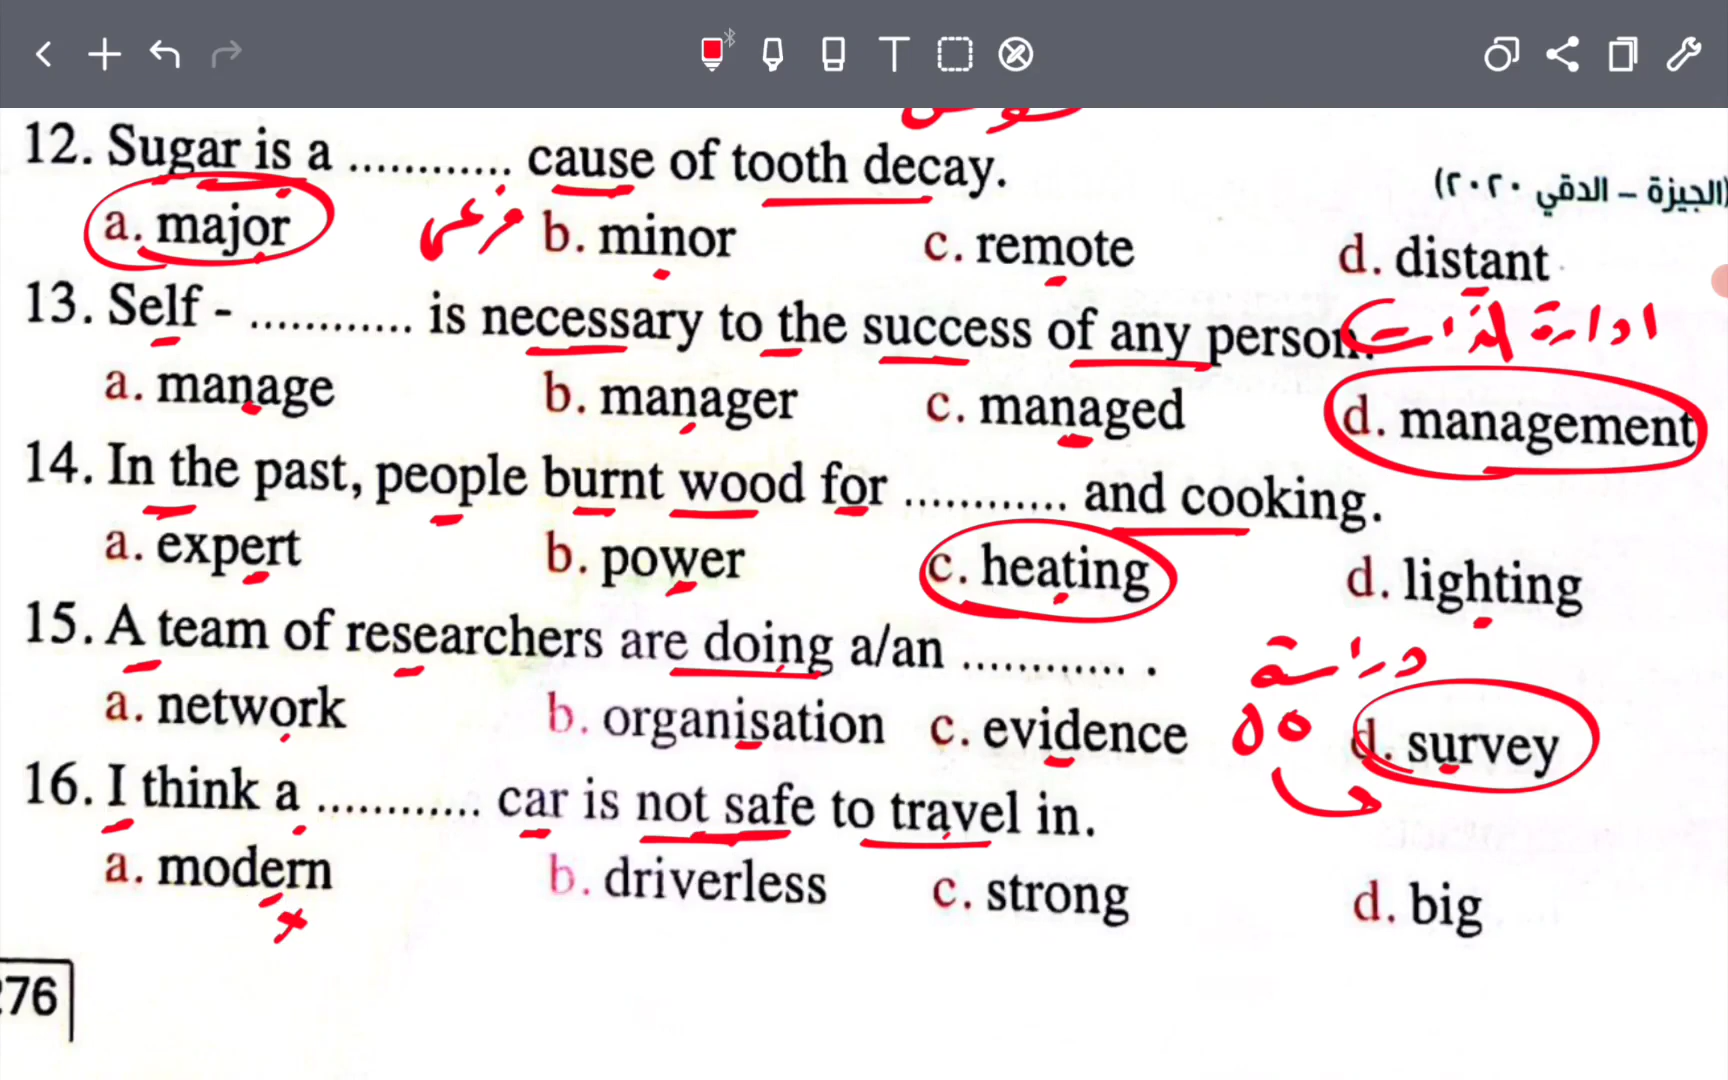 12. Sugar is a ............ cause of tooth decay.
(الجيزة – الدقي ٢٠٢٠)
a. major فرعى b. minor c. remote d. distant
13. Self - ............ is necessary to the success of any person.
ادارة الذات
a. manage b. manager c. managed d. management
14. In the past, people burnt wood for ............ and cooking.
a. expert b. power c. heating d. lighting
15. A team of researchers are doing a/an ............ .
دراسة
a. network b. organisation c. evidence d. survey
16. I think a ............ car is not safe to travel in.
a. modern b. driverless c. strong d. big
276